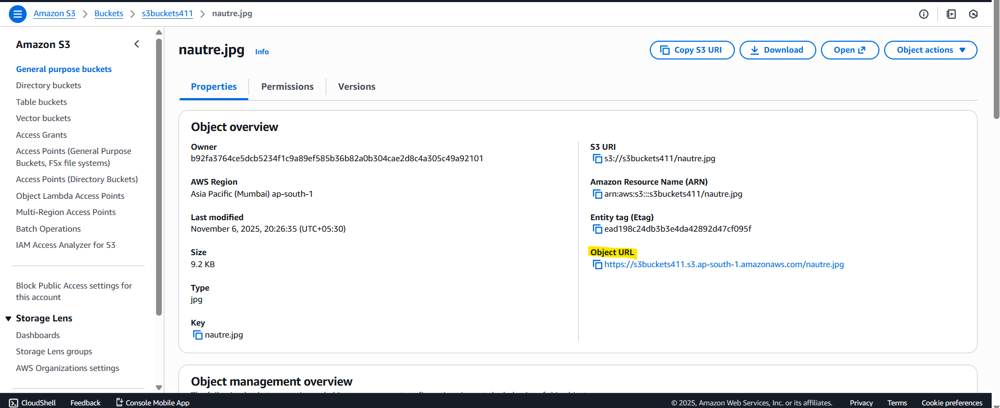 Amazon S3 > Buckets > s3buckets411 > nautre.jpg
Amazon S3
General purpose buckets
Directory buckets
Table buckets
Vector buckets
Access Grants
Access Points (General Purpose
Buckets, FSx file systems)
Access Points (Directory Buckets)
Object Lambda Access Points
Multi-Region Access Points
Batch Operations
IAM Access Analyzer for S3
Block Public Access settings for
this account
Storage Lens
Dashboards
Storage Lens groups
AWS Organizations settings
nautre.jpg Info
Copy S3 URI Download Open Object actions
Properties Permissions Versions
Object overview
Owner
b92fa3764ce5dcb5234f1c9a89ef585b36b82a0b304cae2d8c4a305c49a92101
AWS Region
Asia Pacific (Mumbai) ap-south-1
Last modified
November 6, 2025, 20:26:35 (UTC+05:30)
Size
9.2 KB
Type
jpg
Key
nautre.jpg
S3 URI
s3://s3buckets411/nautre.jpg
Amazon Resource Name (ARN)
arn:aws:s3:::s3buckets411/nautre.jpg
Entity tag (Etag)
ead198c24db3b3e4da42892d47cf095f
Object URL
https://s3buckets411.s3.ap-south-1.amazonaws.com/nautre.jpg
Object management overview
CloudShell Feedback Console Mobile App © 2025, Amazon Web Services, Inc. or its affiliates. Privacy Terms Cookie preferences